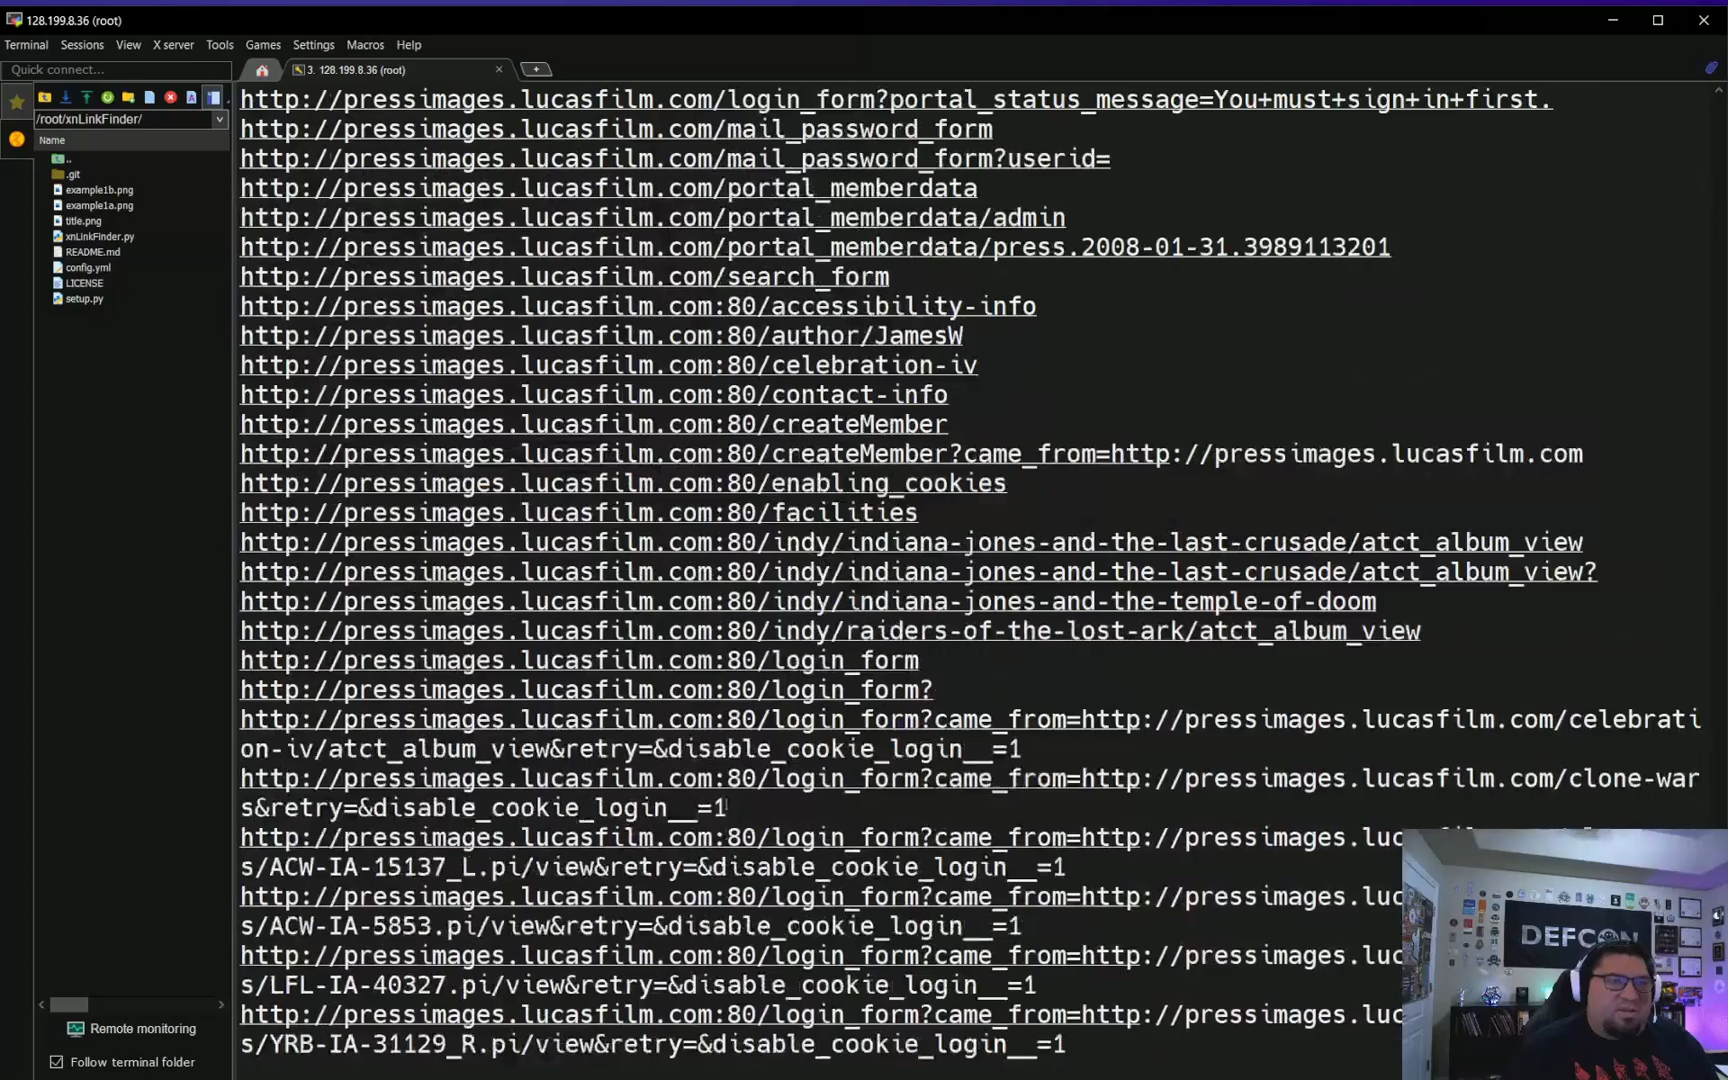 128.199.8.36 (root)
Terminal Sessions View X server Tools Games Settings Macros Help
Quick connect...
3. 128.199.8.36 (root)
/root/xnLinkFinder/
Name
..
.git
example1b.png
example1a.png
title.png
xnLinkFinder.py
README.md
config.yml
LICENSE
setup.py
http://pressimages.lucasfilm.com/login_form?portal_status_message=You+must+sign+in+first.
http://pressimages.lucasfilm.com/mail_password_form
http://pressimages.lucasfilm.com/mail_password_form?userid=
http://pressimages.lucasfilm.com/portal_memberdata
http://pressimages.lucasfilm.com/portal_memberdata/admin
http://pressimages.lucasfilm.com/portal_memberdata/press.2008-01-31.3989113201
http://pressimages.lucasfilm.com/search_form
http://pressimages.lucasfilm.com:80/accessibility-info
http://pressimages.lucasfilm.com:80/author/JamesW
http://pressimages.lucasfilm.com:80/celebration-iv
http://pressimages.lucasfilm.com:80/contact-info
http://pressimages.lucasfilm.com:80/createMember
http://pressimages.lucasfilm.com:80/createMember?came_from=http://pressimages.lucasfilm.com
http://pressimages.lucasfilm.com:80/enabling_cookies
http://pressimages.lucasfilm.com:80/facilities
http://pressimages.lucasfilm.com:80/indy/indiana-jones-and-the-last-crusade/atct_album_view
http://pressimages.lucasfilm.com:80/indy/indiana-jones-and-the-last-crusade/atct_album_view?
http://pressimages.lucasfilm.com:80/indy/indiana-jones-and-the-temple-of-doom
http://pressimages.lucasfilm.com:80/indy/raiders-of-the-lost-ark/atct_album_view
http://pressimages.lucasfilm.com:80/login_form
http://pressimages.lucasfilm.com:80/login_form?
http://pressimages.lucasfilm.com:80/login_form?came_from=http://pressimages.lucasfilm.com/celebrati
on-iv/atct_album_view&retry=&disable_cookie_login__=1
http://pressimages.lucasfilm.com:80/login_form?came_from=http://pressimages.lucasfilm.com/clone-war
s&retry=&disable_cookie_login__=1
http://pressimages.lucasfilm.com:80/login_form?came_from=http://pressimages.luc
s/ACW-IA-15137_L.pi/view&retry=&disable_cookie_login__=1
http://pressimages.lucasfilm.com:80/login_form?came_from=http://pressimages.luc
s/ACW-IA-5853.pi/view&retry=&disable_cookie_login__=1
http://pressimages.lucasfilm.com:80/login_form?came_from=http://pressimages.luc
s/LFL-IA-40327.pi/view&retry=&disable_cookie_login__=1
http://pressimages.lucasfilm.com:80/login_form?came_from=http://pressimages.luc
s/YRB-IA-31129_R.pi/view&retry=&disable_cookie_login__=1
DEFCON
Remote monitoring
Follow terminal folder